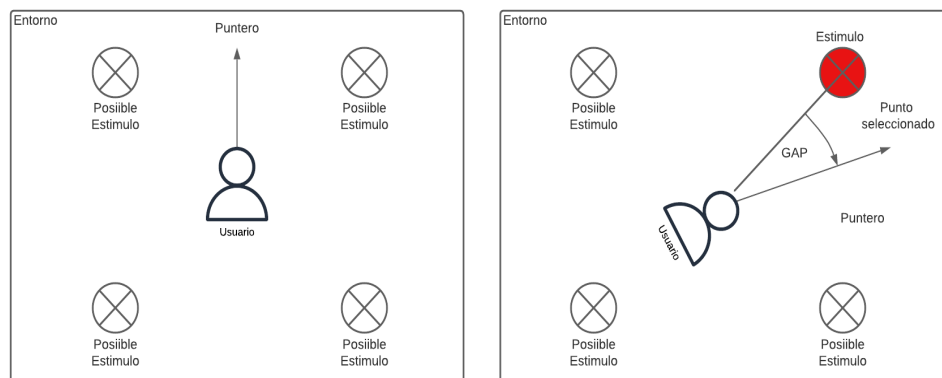 Entorno
Puntero
Posiible
Estimulo
Posiible
Estimulo
Usuario
Posiible
Estimulo
Posiible
Estimulo
Entorno
Estimulo
Posiible
Estimulo
Punto
seleccionado
GAP
Puntero
Usuario
Posiible
Estimulo
Posiible
Estimulo